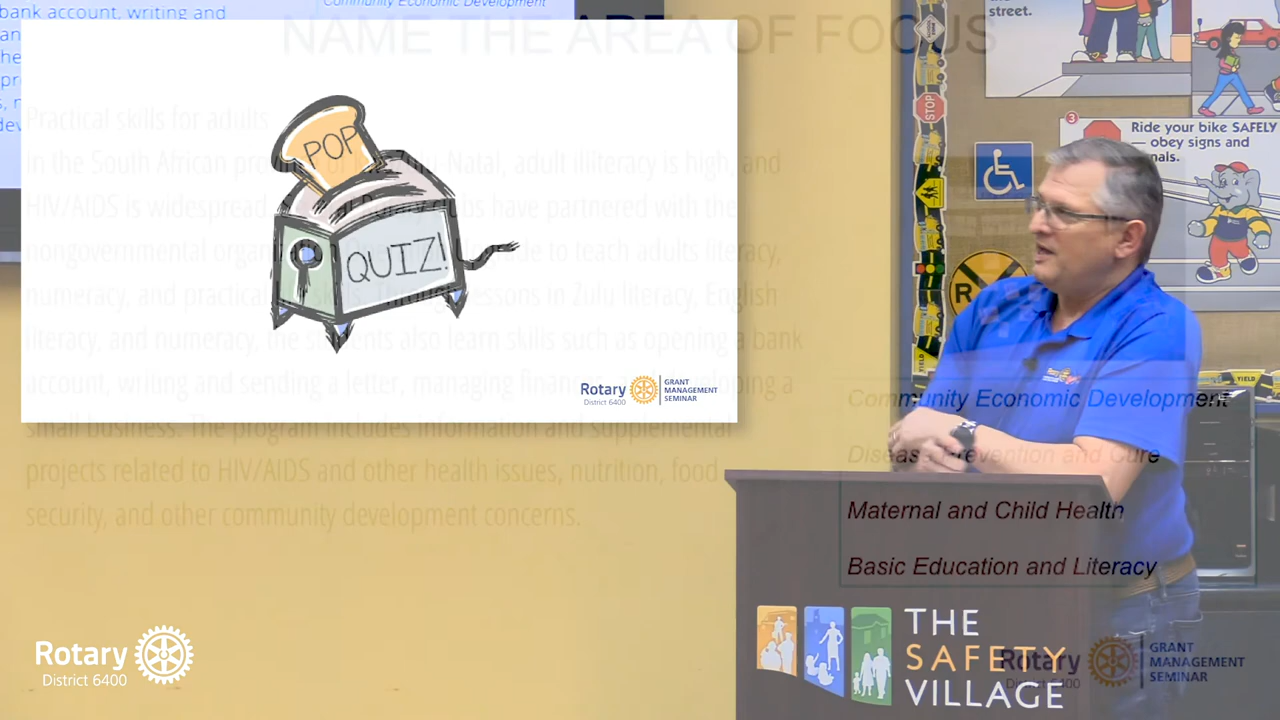 bank account, writing and
Community Economic Development
NAME THE AREA OF FOCUS
street.
Practical skills for adults
In the South African pro of Natal, adult illiteracy is high, and
HIV/AIDS is widespread. have partnered with the
nongovernmental to teach adults literacy,
numeracy, and practical skills. Through lessons in Zulu literacy, English
literacy, and numeracy, the students also learn skills such as opening a bank
account, writing and sending a letter, managing finances, and developing a
small business. The program includes information and supplemental
projects related to HIV/AIDS and other health issues, nutrition, food
security, and other community development concerns.
POP
QUIZ!
Rotary
District 6400
GRANT
MANAGEMENT
SEMINAR
STOP
3
Ride your bike SAFELY
— obey signs and
R
YIELD
Community Economic Development
Disease Prevention and Cure
Maternal and Child Health
Basic Education and Literacy
Rotary
District 6400
THE
SAFETY
VILLAGE
Rotary
District 6400
GRANT
MANAGEMENT
SEMINAR